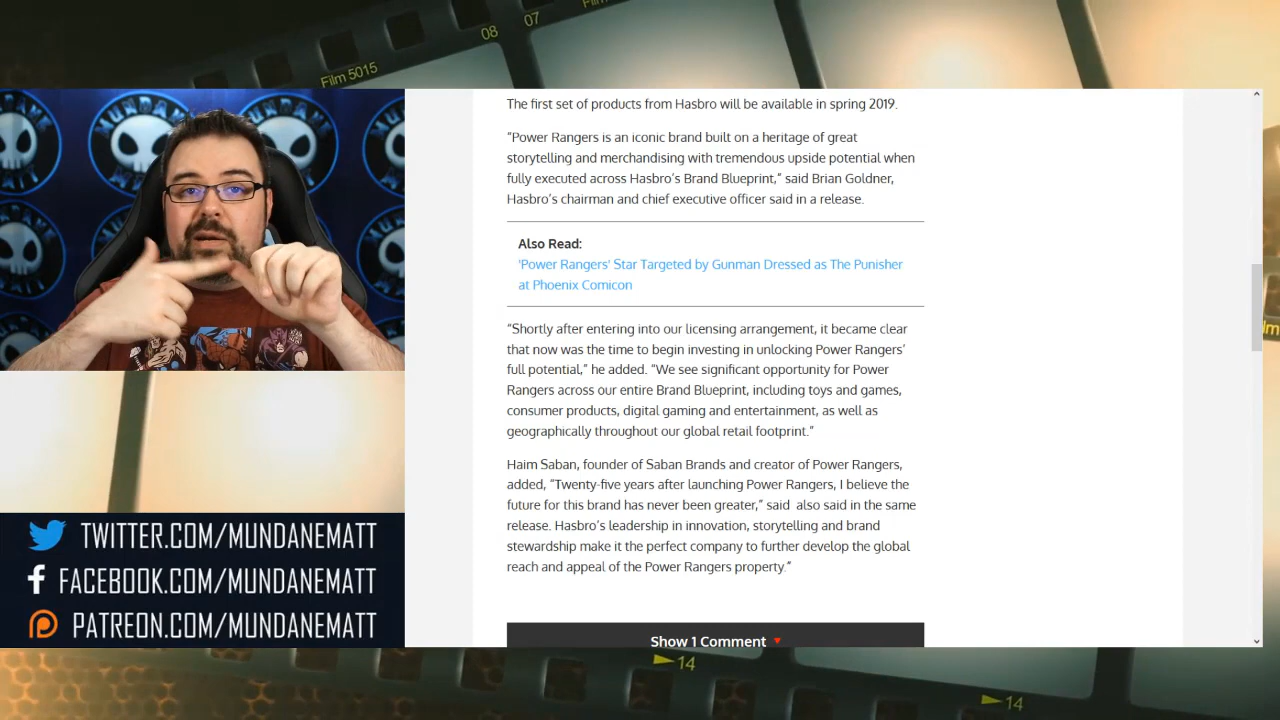 08 07 Film
Film 5015
MUNDANE
MATT
The first set of products from Hasbro will be available in spring 2019.
“Power Rangers is an iconic brand built on a heritage of great
storytelling and merchandising with tremendous upside potential when
fully executed across Hasbro’s Brand Blueprint,” said Brian Goldner,
Hasbro’s chairman and chief executive officer said in a release.
Also Read:
'Power Rangers' Star Targeted by Gunman Dressed as The Punisher
at Phoenix Comicon
“Shortly after entering into our licensing arrangement, it became clear
that now was the time to begin investing in unlocking Power Rangers’
full potential,” he added. “We see significant opportunity for Power
Rangers across our entire Brand Blueprint, including toys and games,
consumer products, digital gaming and entertainment, as well as
geographically throughout our global retail footprint.”
Haim Saban, founder of Saban Brands and creator of Power Rangers,
added, “Twenty-five years after launching Power Rangers, I believe the
future for this brand has never been greater,” said also said in the same
release. Hasbro’s leadership in innovation, storytelling and brand
stewardship make it the perfect company to further develop the global
reach and appeal of the Power Rangers property.”
Show 1 Comment
TWITTER.COM/MUNDANEMATT
FACEBOOK.COM/MUNDANEMATT
PATREON.COM/MUNDANEMATT
14
14